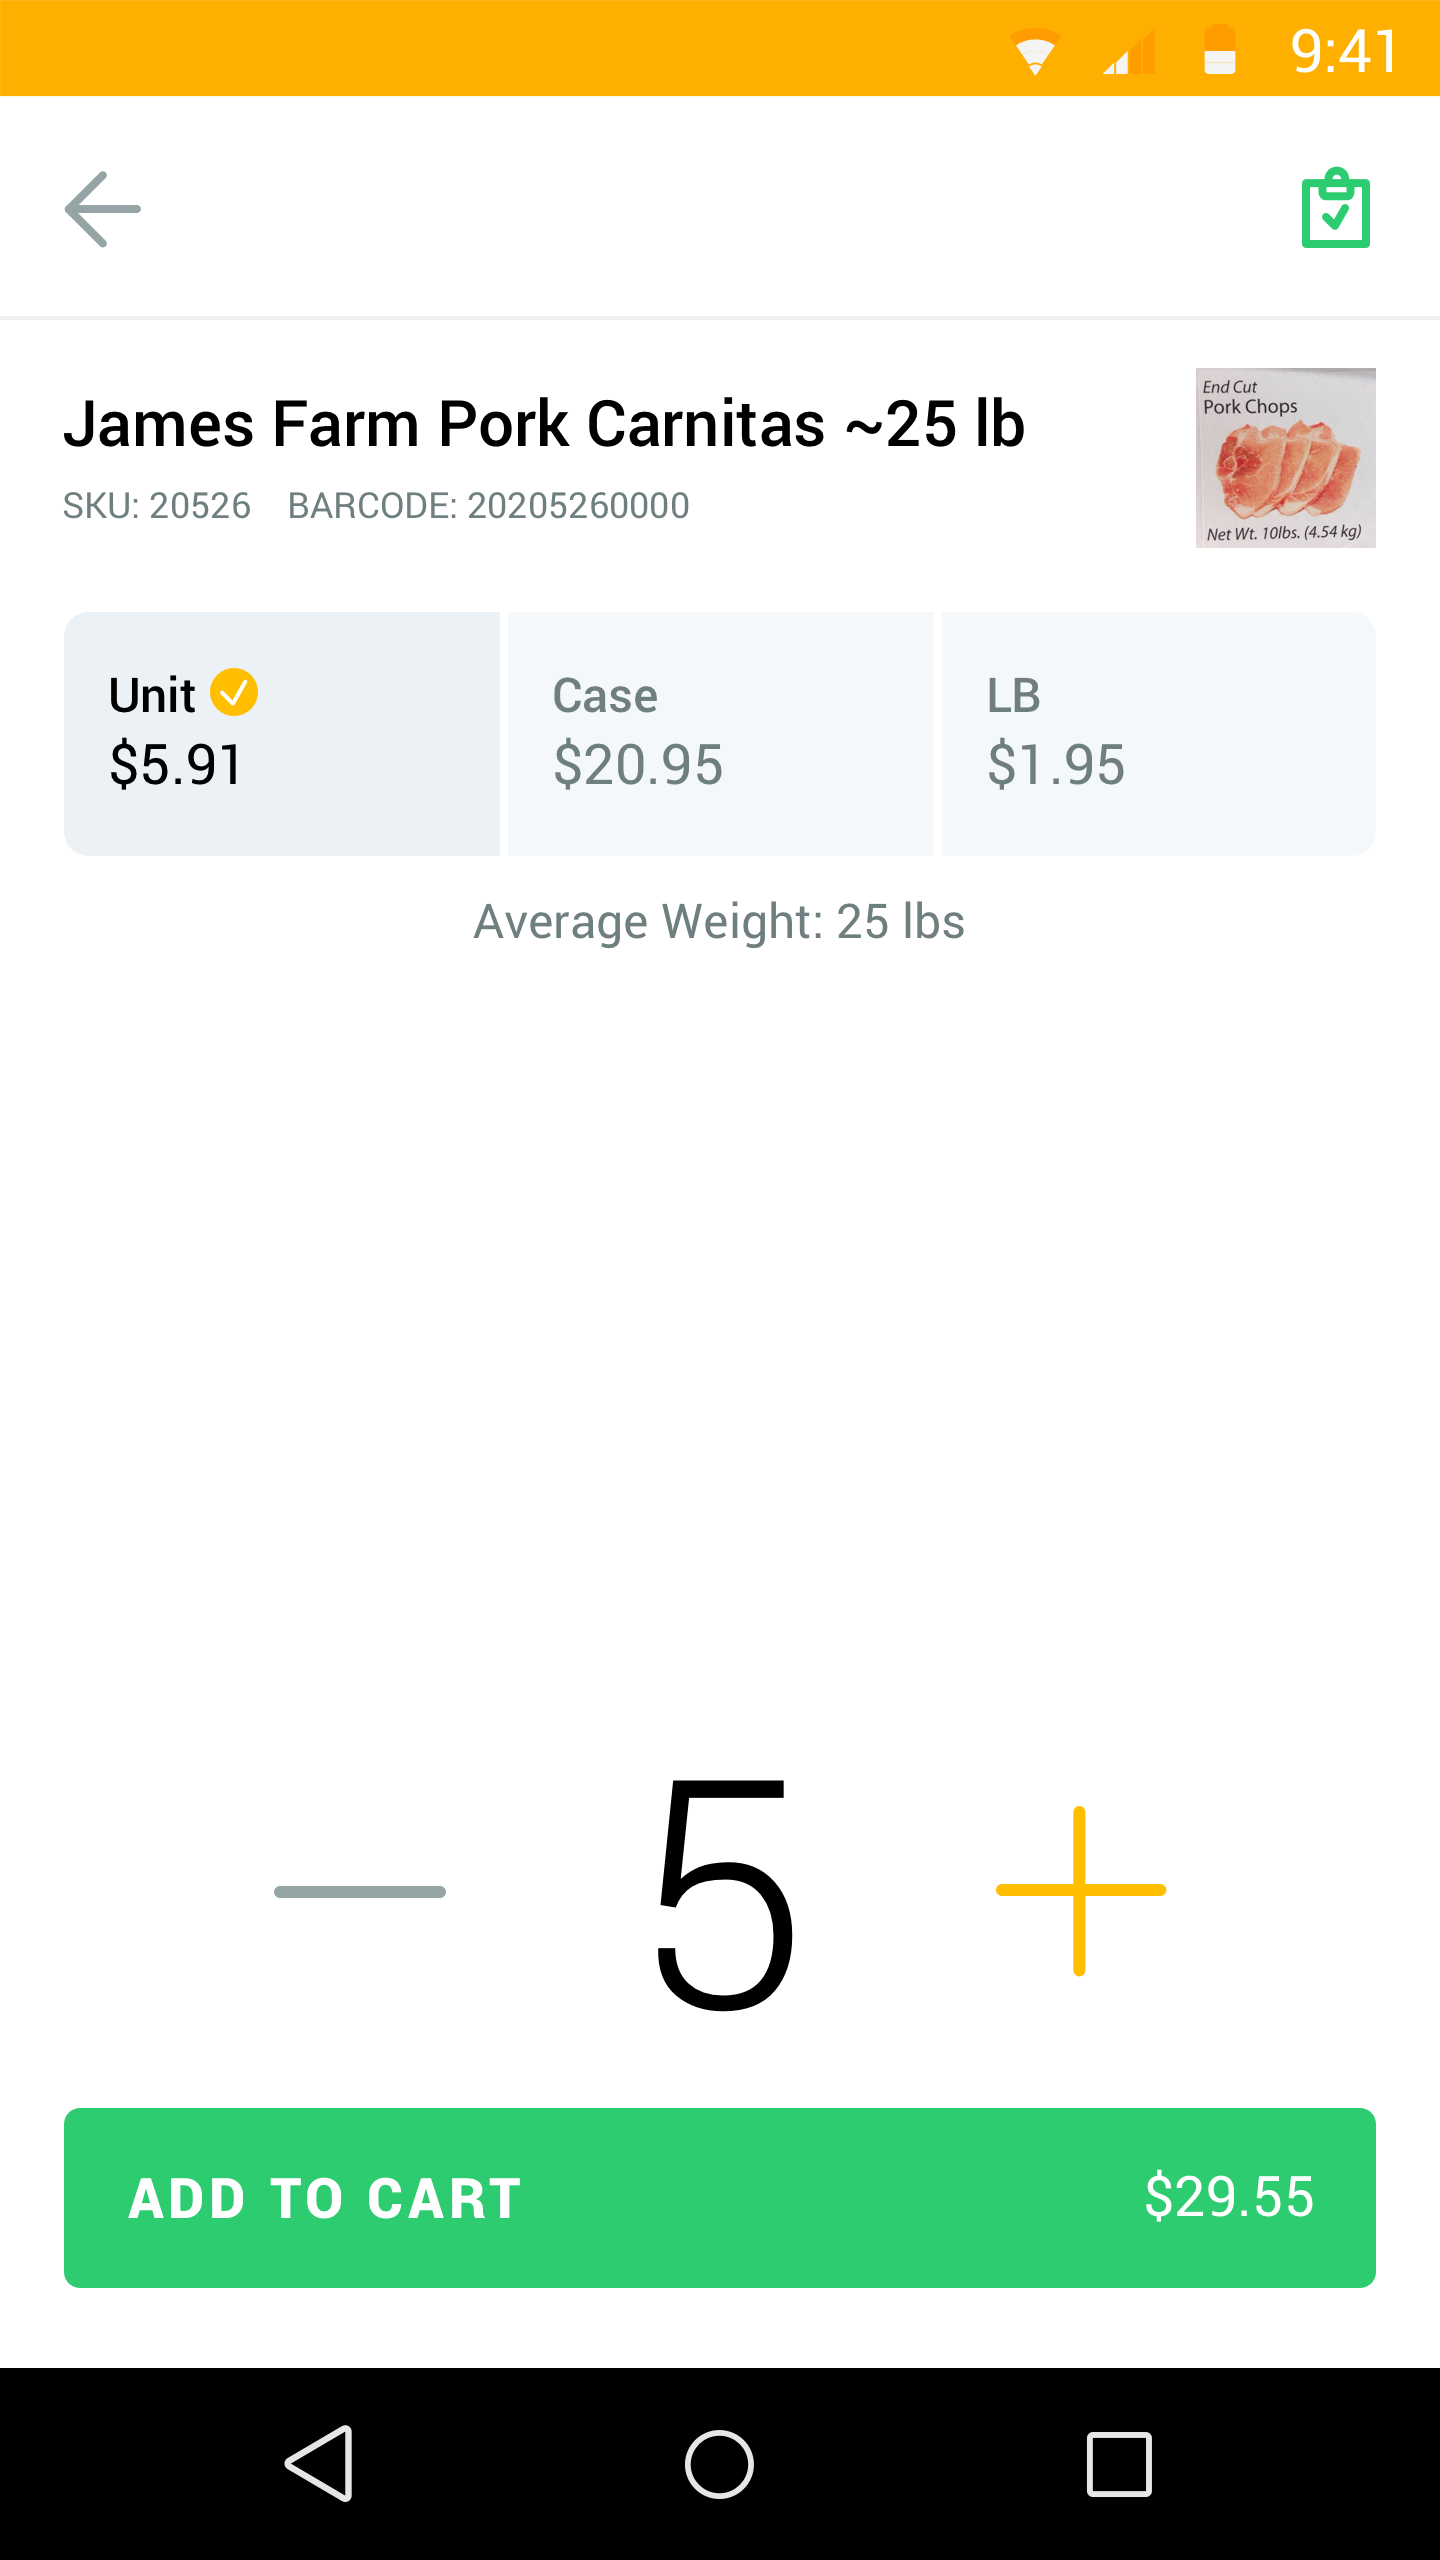 9:41
James Farm Pork Carnitas ~25 lb
SKU: 20526 BARCODE: 20205260000
End Cut
Pork Chops
Net Wt. 10lbs. (4.54 kg)
Unit
$5.91
Case
$20.95
LB
$1.95
Average Weight: 25 lbs
5
ADD TO CART $29.55